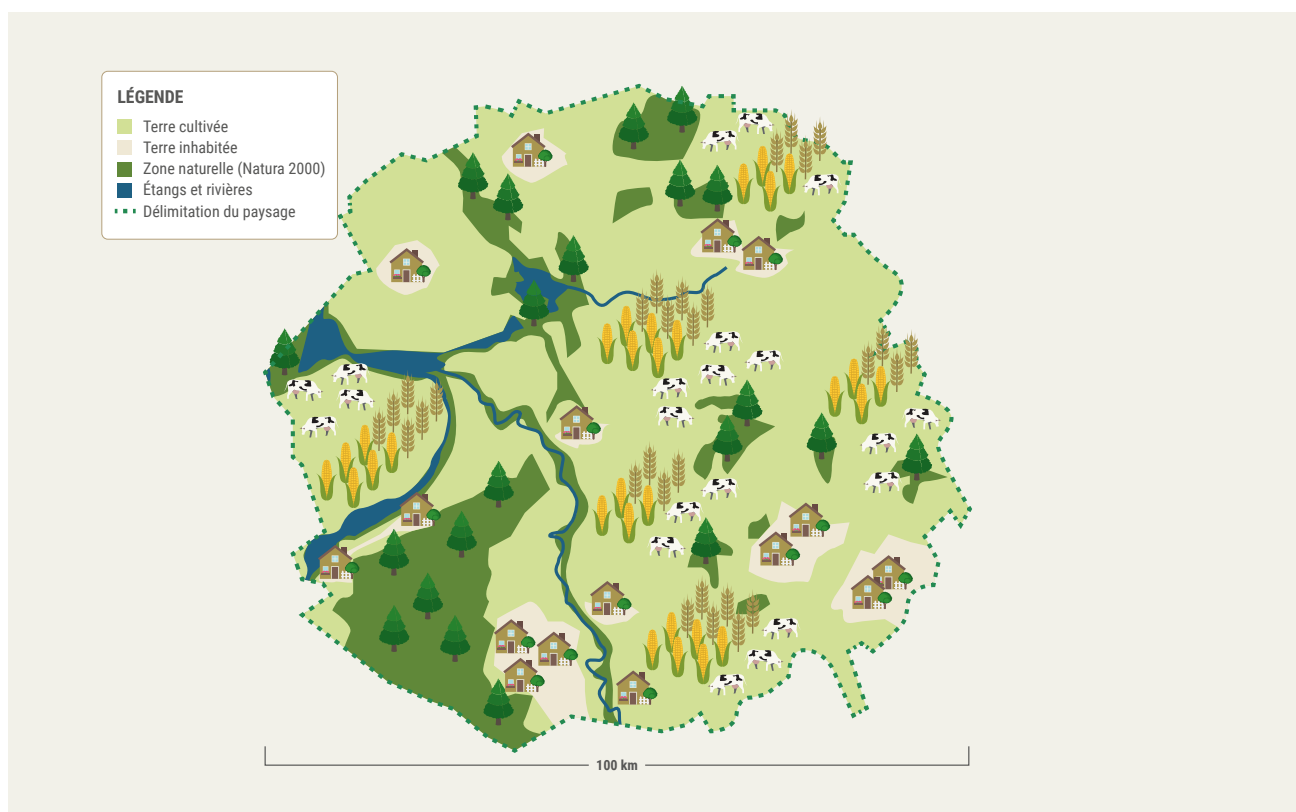 LÉGENDE
Terre cultivée
Terre inhabitée
Zone naturelle (Natura 2000)
Étangs et rivières
Délimitation du paysage
100 km